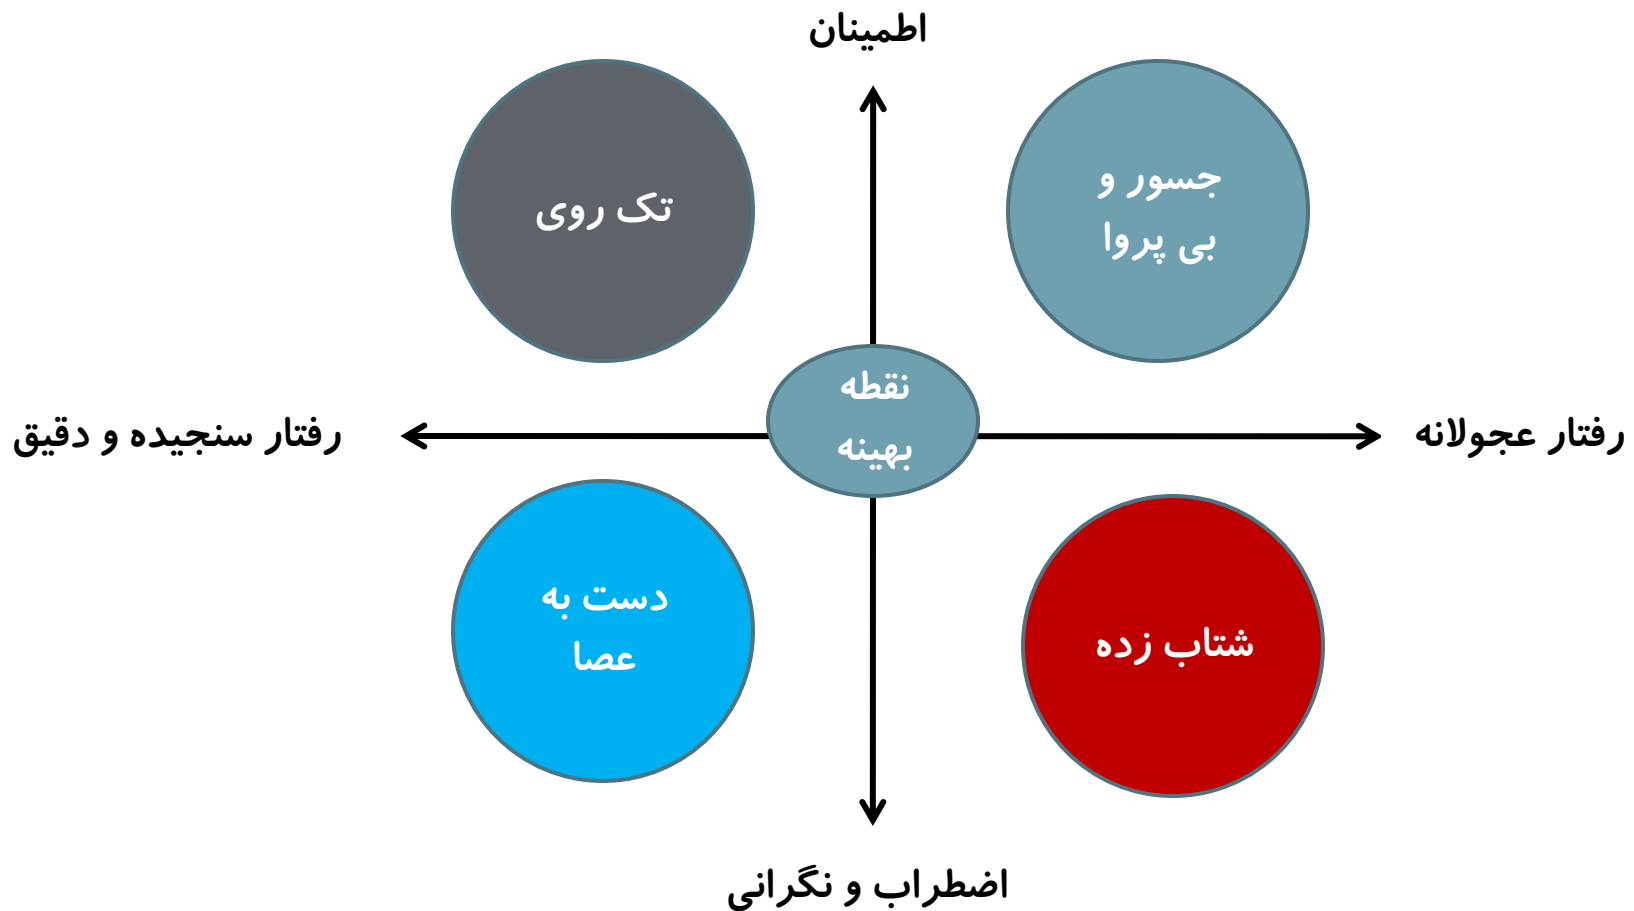 اطمینان
جسور و
بی پروا
تک روی
نقطه
بهینه
رفتار عجولانه
رفتار سنجیده و دقیق
شتاب زده
دست به
عصا
اضطراب و نگرانی